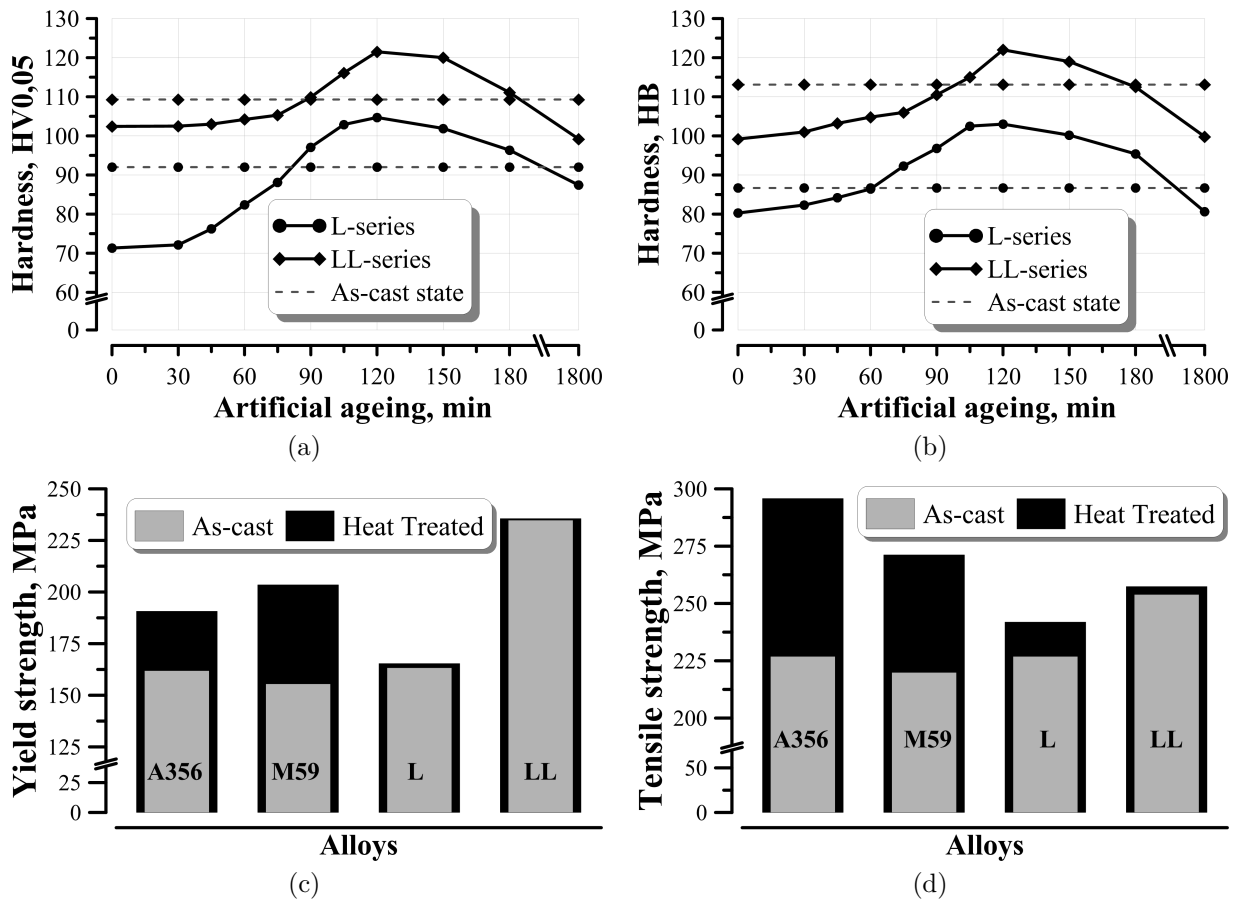 130
120
110
100
90
80
70
60
0
Hardness, HV0,05
L-series
LL-series
As-cast state
0 30 60 90 120 150 180 1800
Artificial ageing, min
(a)
130
120
110
100
90
80
70
60
0
Hardness, HB
L-series
LL-series
As-cast state
0 30 60 90 120 150 180 1800
Artificial ageing, min
(b)
250
225
200
175
150
125
25
0
Yield strength, MPa
As-cast Heat Treated
A356 M59 L LL
Alloys
(c)
300
275
250
225
200
50
0
Tensile strength, MPa
As-cast Heat Treated
A356 M59 L LL
Alloys
(d)